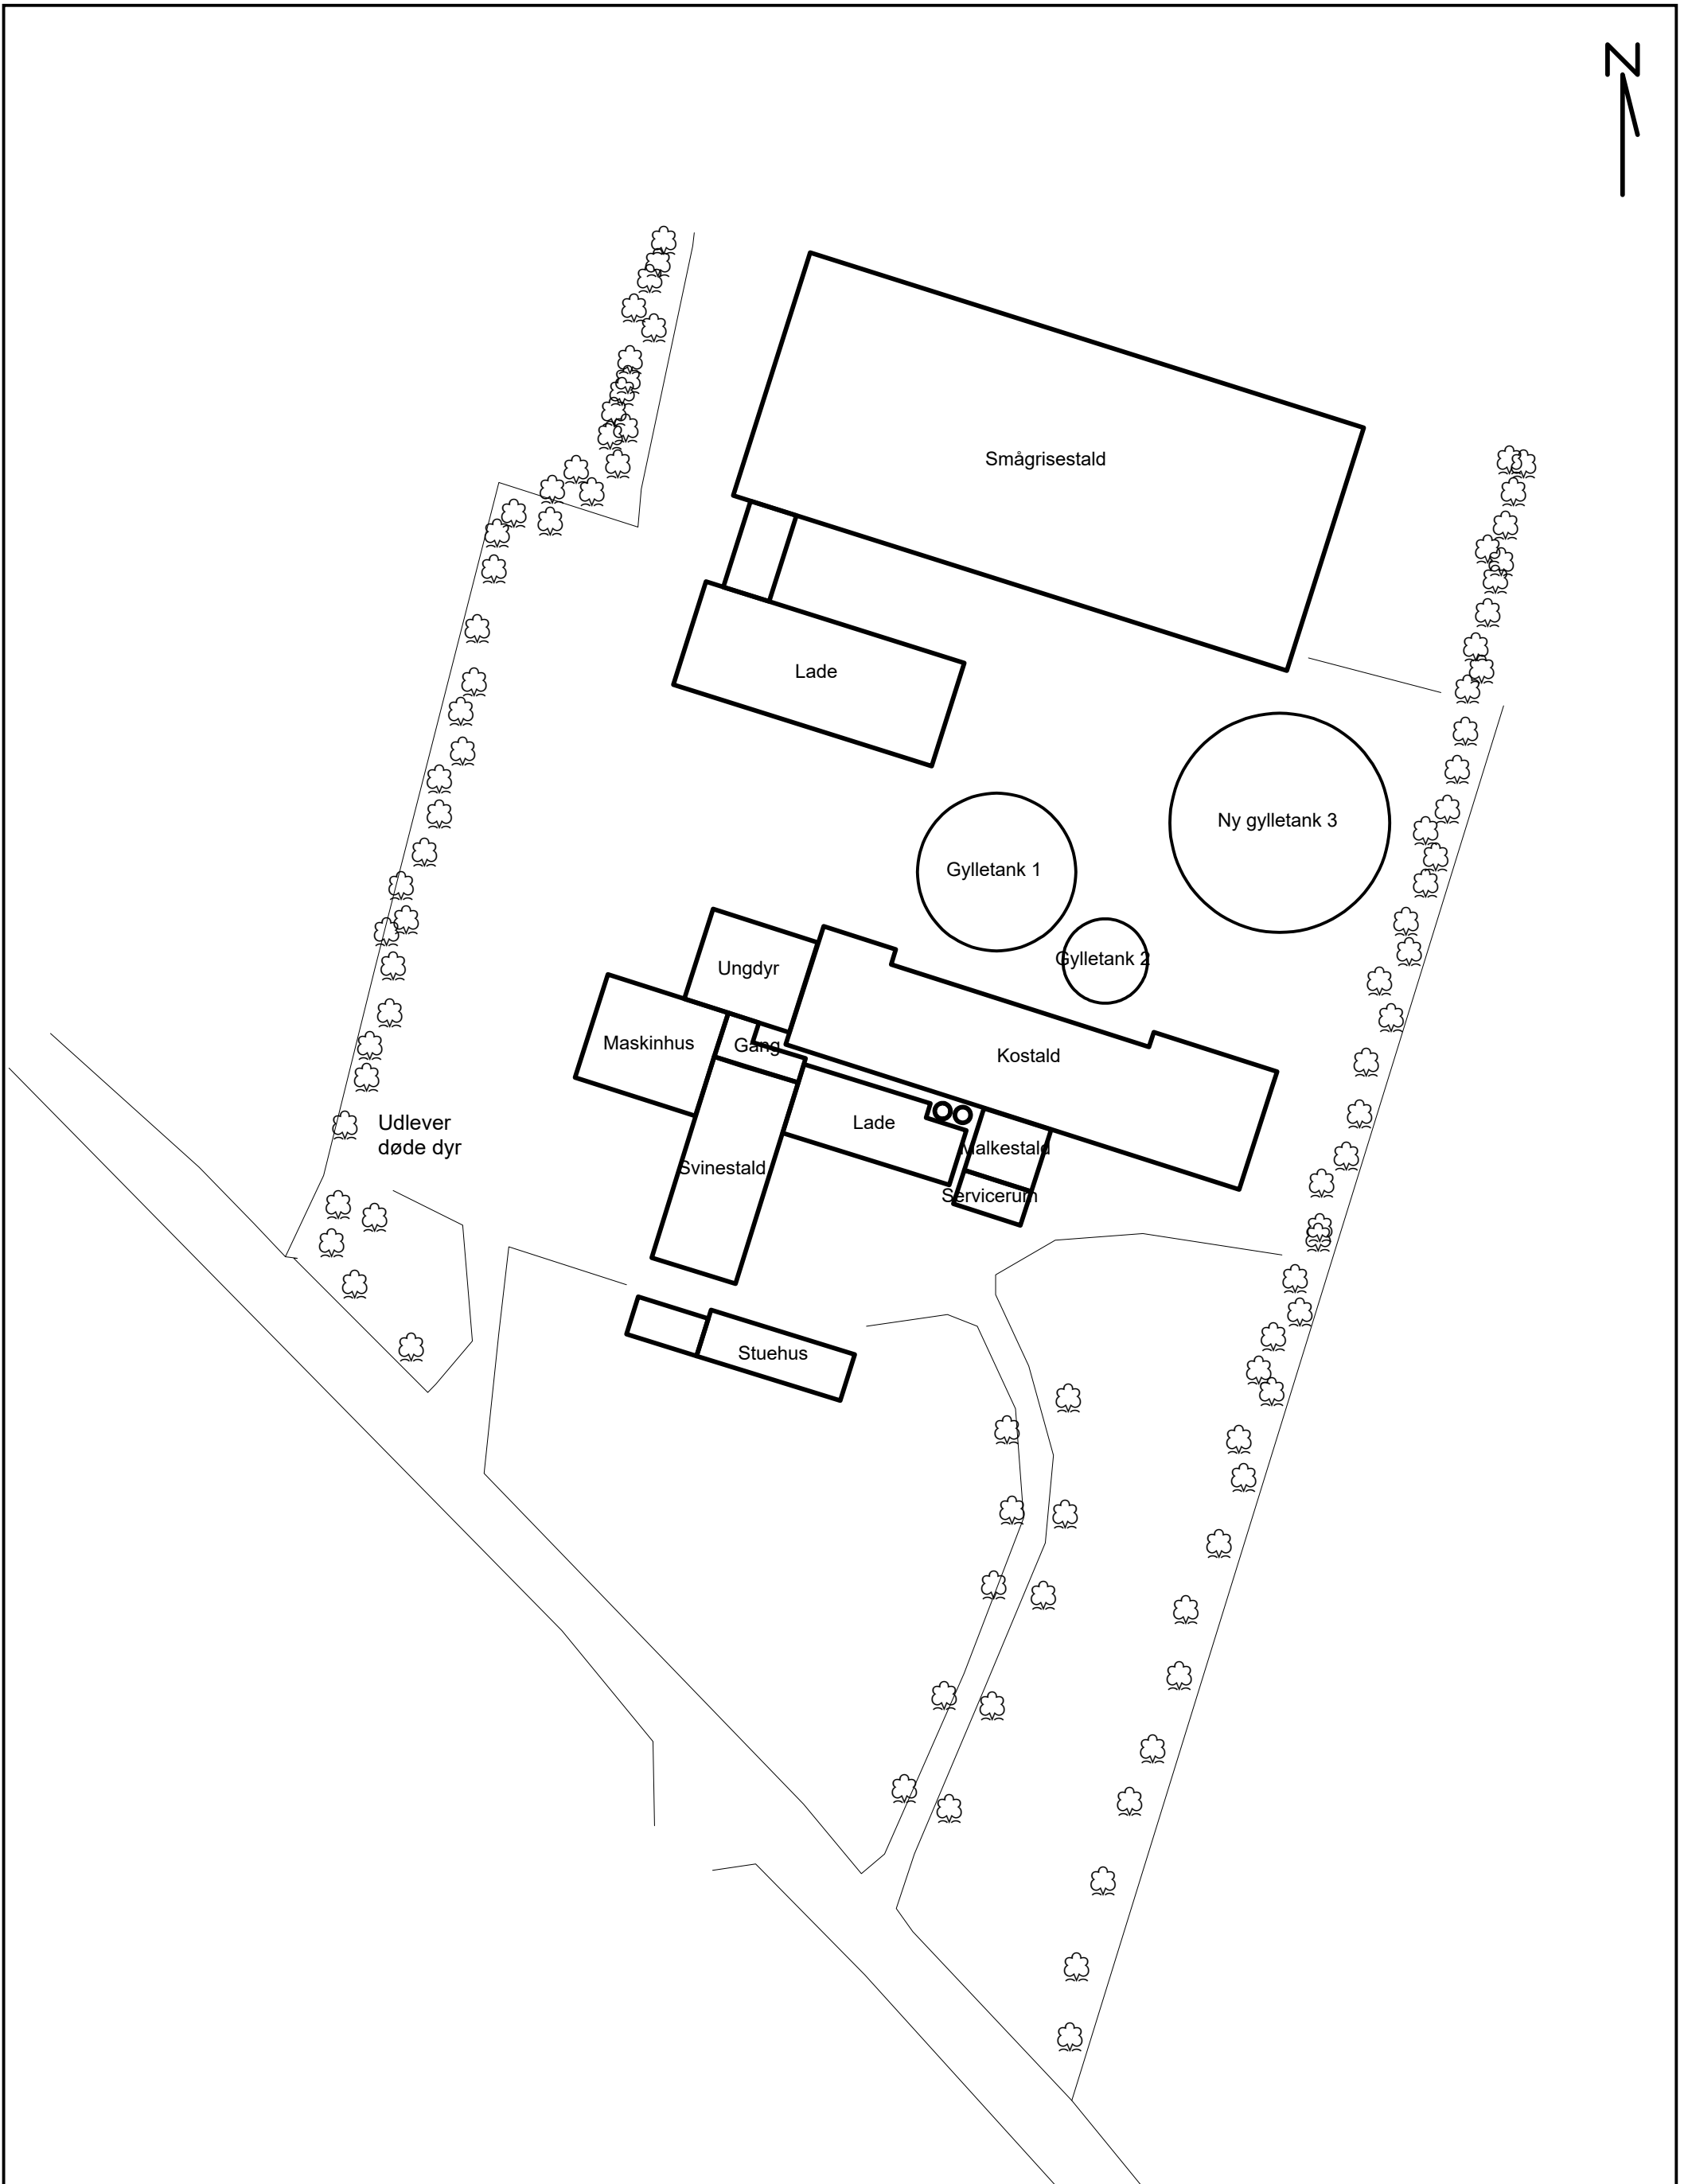 N
Smågrisestald
Lade
Ny gylletank 3
Gylletank 1
Gylletank 2
Ungdyr
Maskinhus
Gang
Kostald
Udlever
døde dyr
Lade
Malkestald
Svinestald
Servicerum
Stuehus